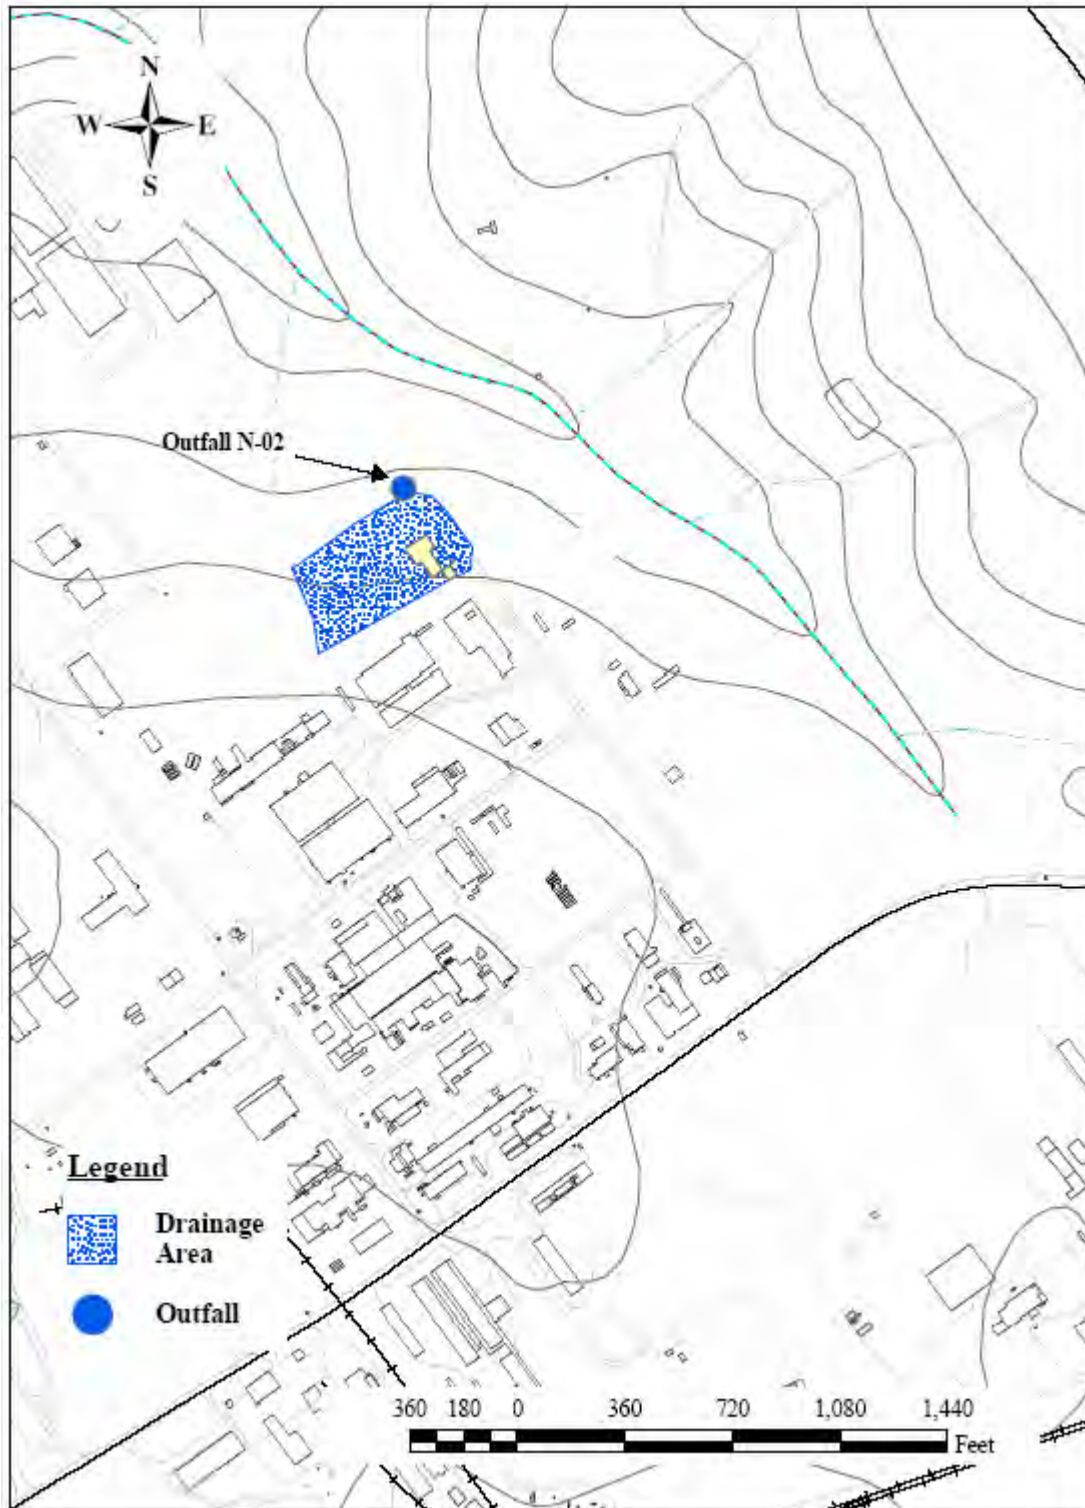 N
W E
S
Outfall N-02
Legend
Drainage
Area
Outfall
360 180 0 360 720 1,080 1,440
Feet